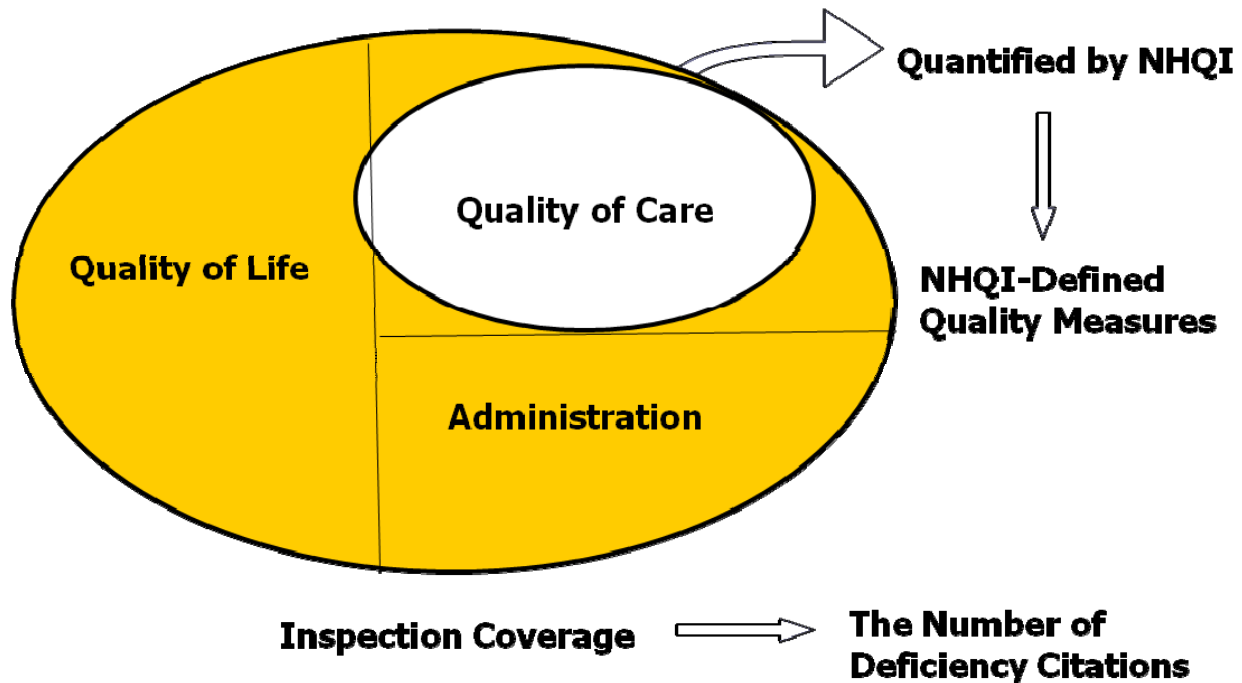 Quantified by NHQI
Quality of Care
Quality of Life
NHQI-Defined
Quality Measures
Administration
Inspection Coverage
The Number of
Deficiency Citations